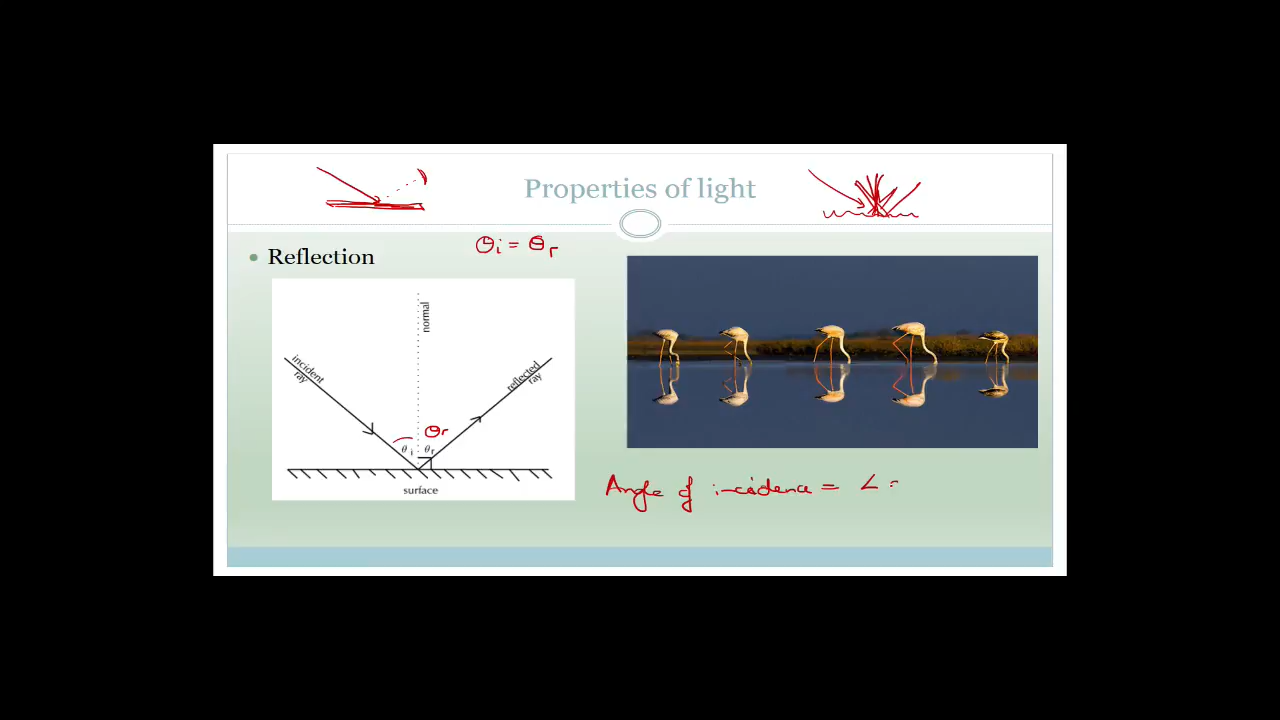 Properties of light
Reflection
θi = θr
normal
incident
ray
reflected
ray
θr
θi
θr
surface
Angle of incidence = ∠